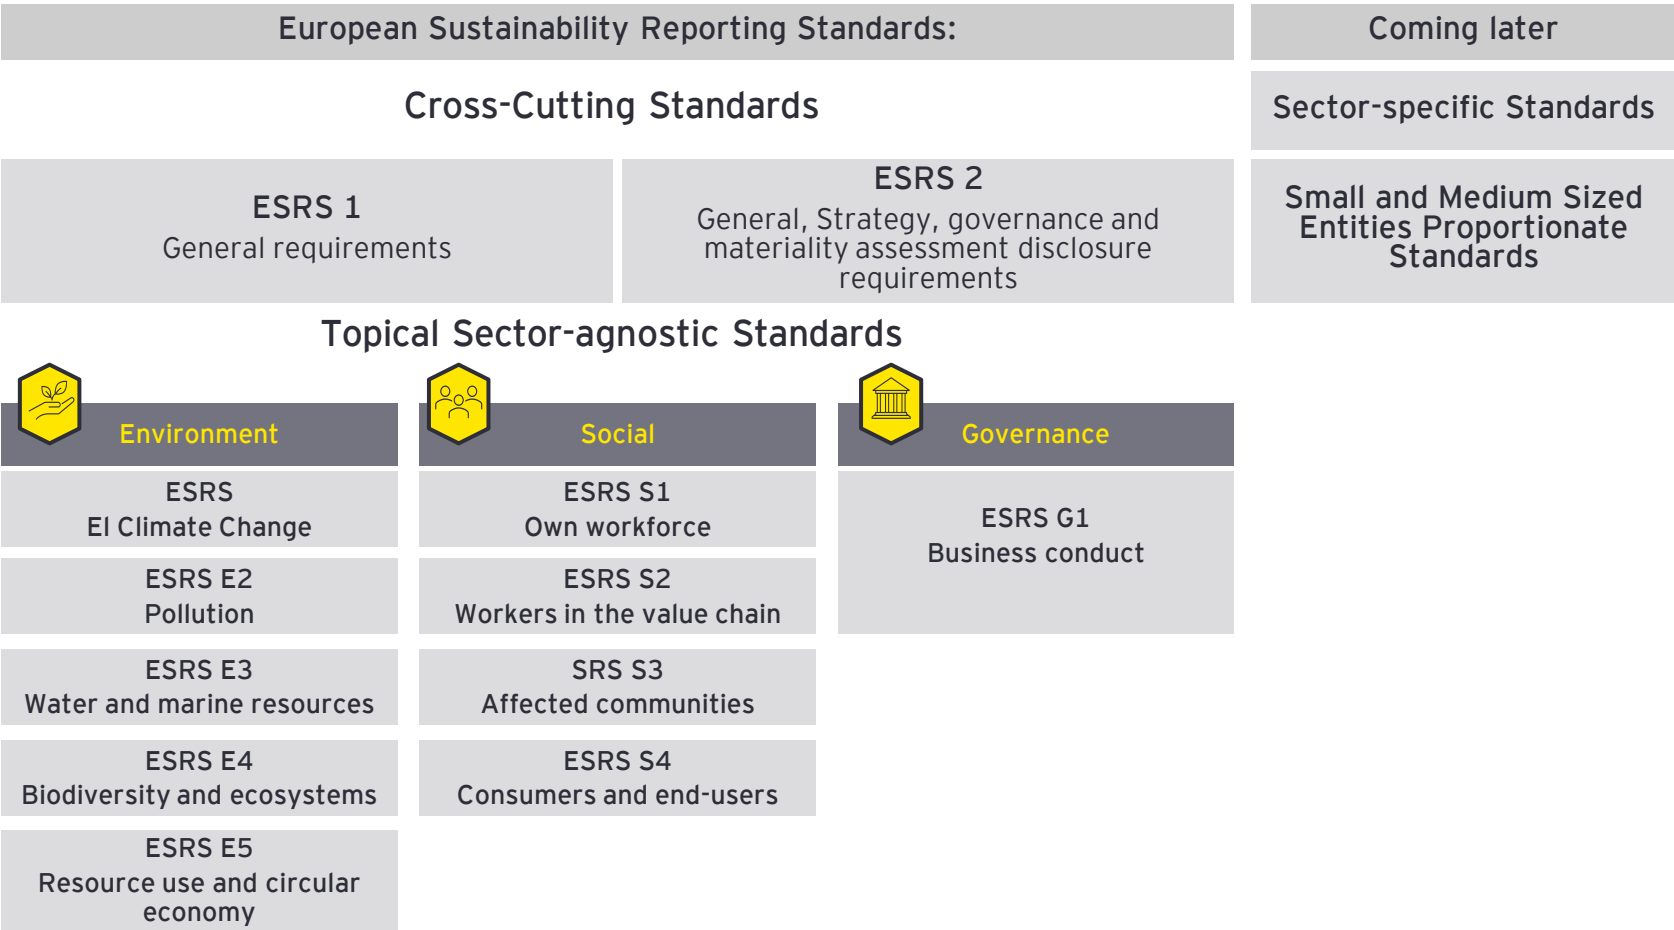 European Sustainability Reporting Standards:
Coming later
Cross-Cutting Standards
Sector-specific Standards
ESRS 1
General requirements
ESRS 2
General, Strategy, governance and
materiality assessment disclosure
requirements
Small and Medium Sized
Entities Proportionate
Standards
Topical Sector-agnostic Standards
Environment
ESRS
EI Climate Change
ESRS E2
Pollution
ESRS E3
Water and marine resources
ESRS E4
Biodiversity and ecosystems
ESRS E5
Resource use and circular
economy
Social
ESRS S1
Own workforce
ESRS S2
Workers in the value chain
SRS S3
Affected communities
ESRS S4
Consumers and end-users
Governance
ESRS G1
Business conduct